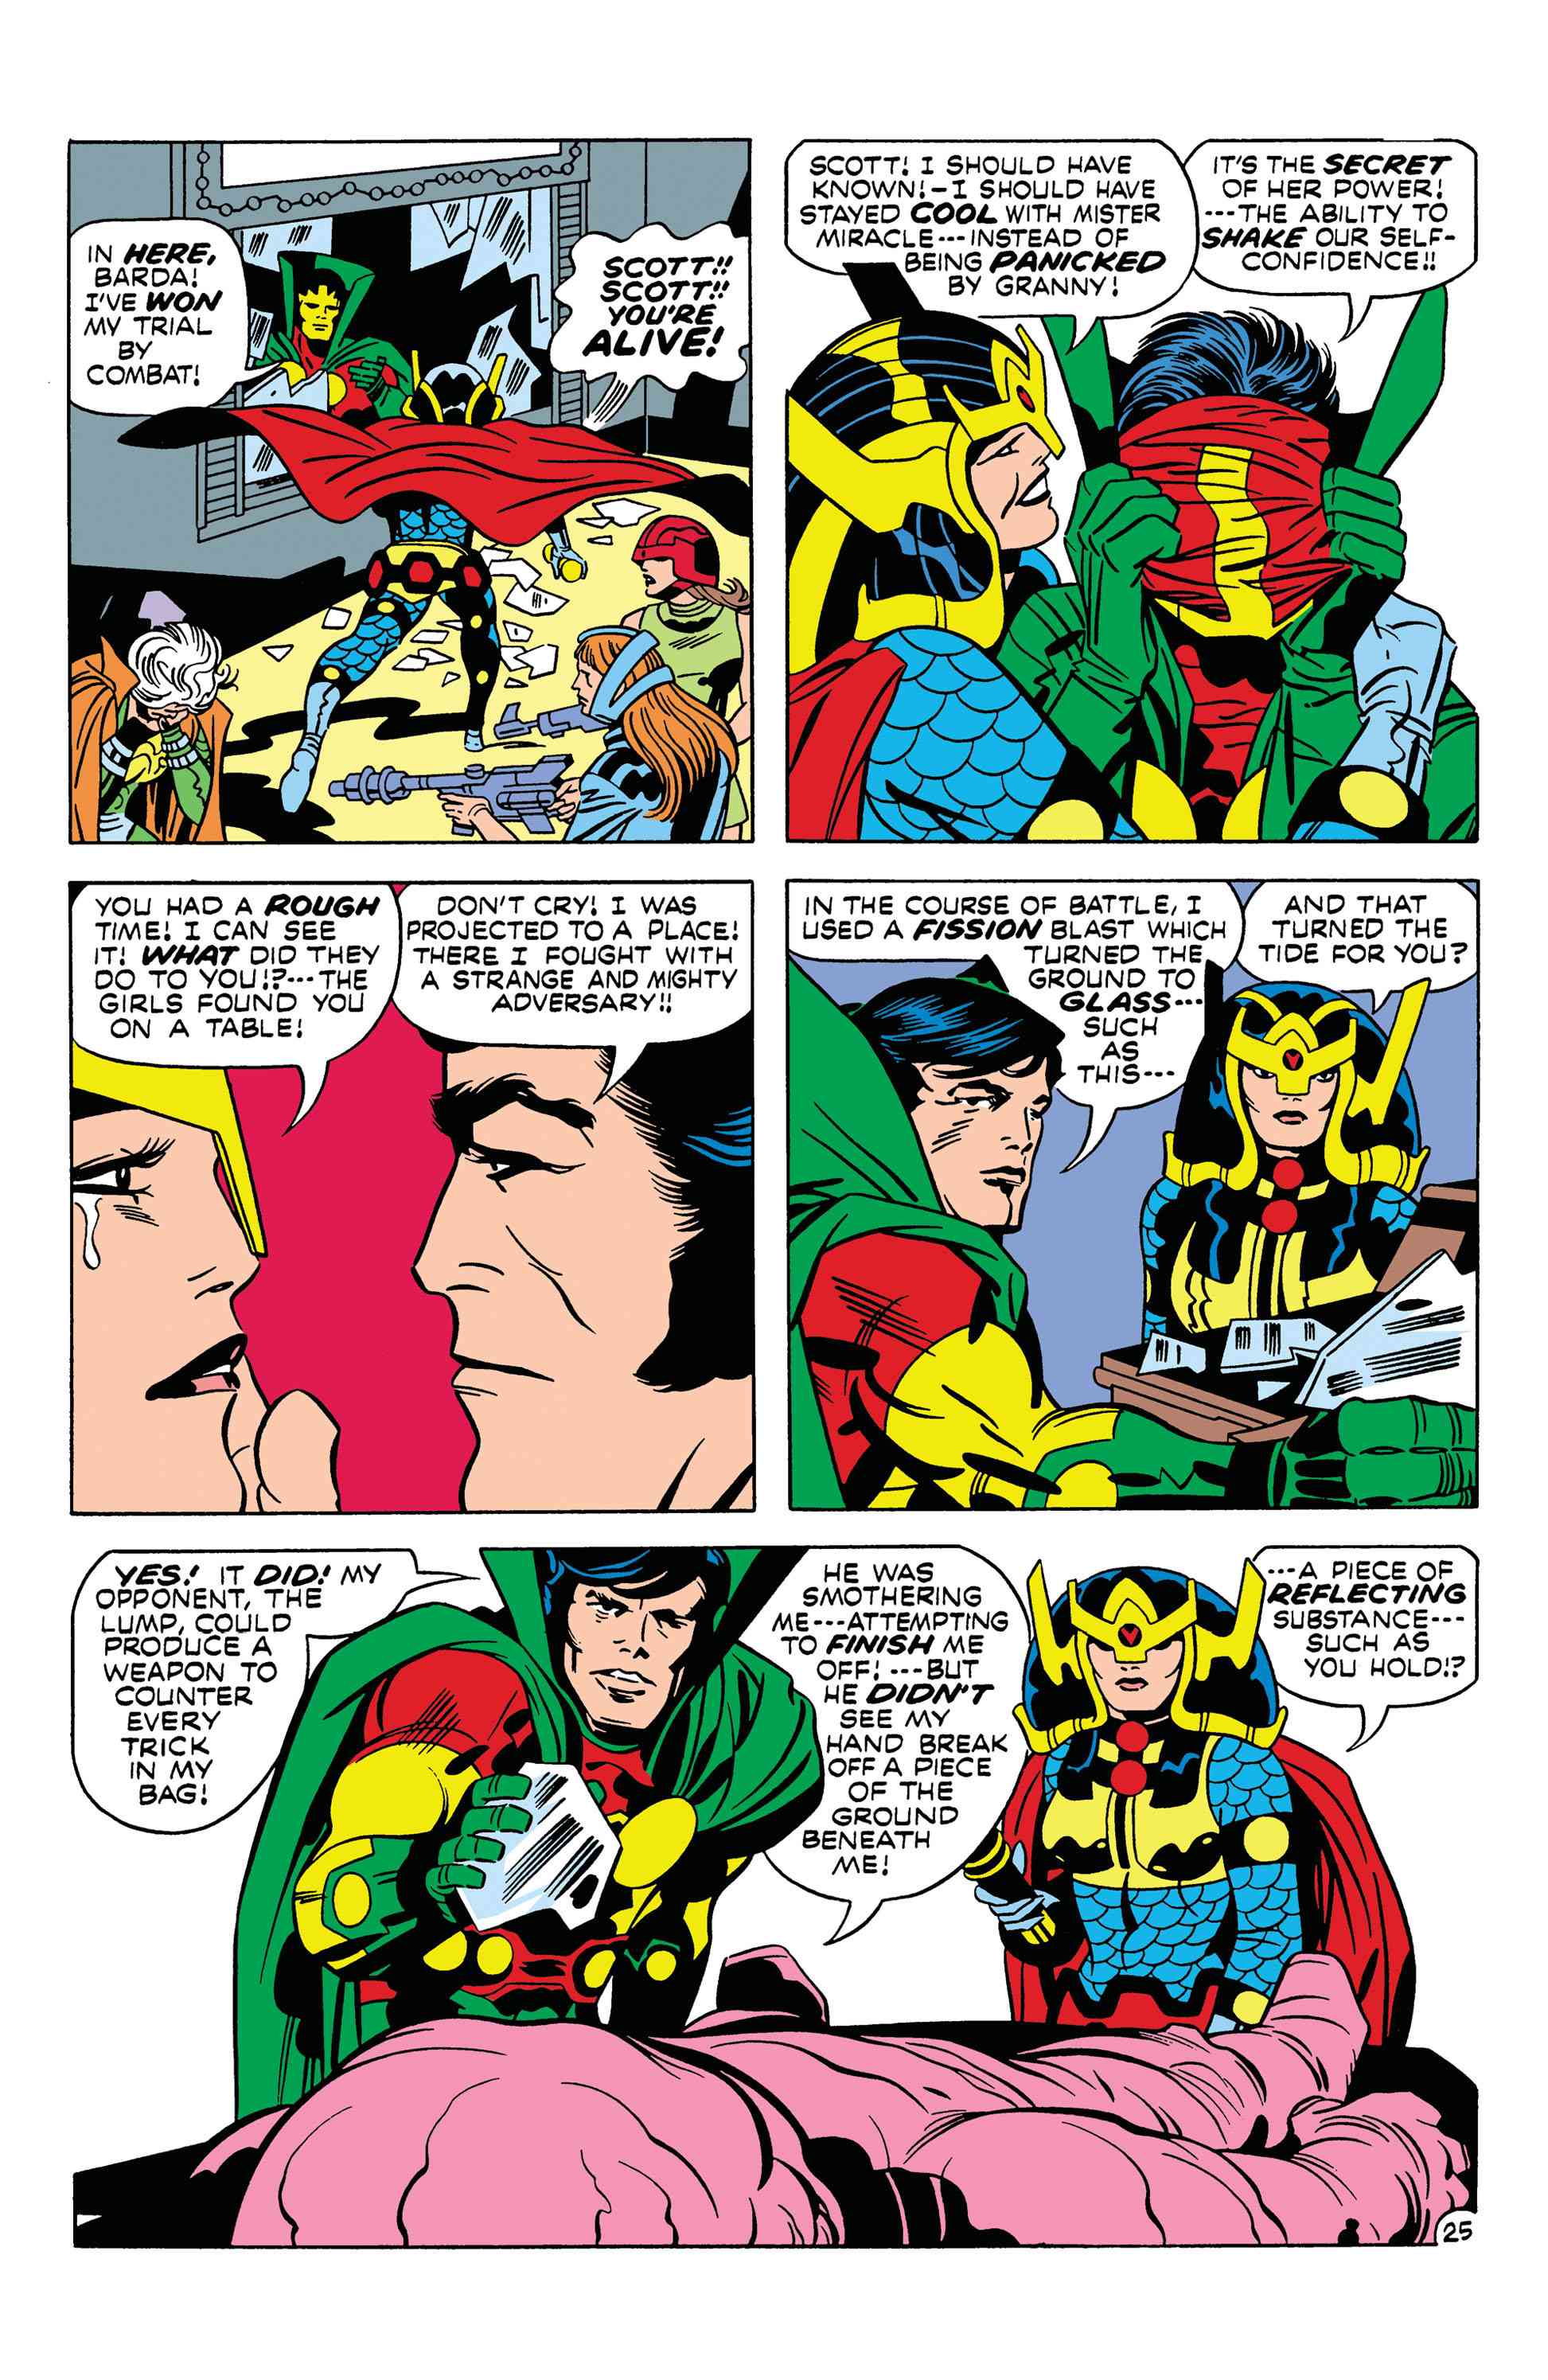 IN HERE,
BARDA!
I'VE WON
MY TRIAL
BY
COMBAT!
SCOTT!!
SCOTT!!
YOU'RE
ALIVE!
SCOTT! I SHOULD HAVE
KNOWN!-I SHOULD HAVE
STAYED COOL WITH MISTER
MIRACLE---INSTEAD OF
BEING PANICKED
BY GRANNY!
IT'S THE SECRET
OF HER POWER!
---THE ABILITY TO
SHAKE OUR SELF-
CONFIDENCE!!
YOU HAD A ROUGH
TIME! I CAN SEE
IT! WHAT DID THEY
DO TO YOU!?---THE
GIRLS FOUND YOU
ON A TABLE!
DON'T CRY! I WAS
PROJECTED TO A PLACE!
THERE I FOUGHT WITH
A STRANGE AND MIGHTY
ADVERSARY!!
IN THE COURSE OF BATTLE, I
USED A FISSION BLAST WHICH
TURNED THE
GROUND TO
GLASS---
SUCH
AS
THIS---
AND THAT
TURNED THE
TIDE FOR YOU?
YES! IT DID! MY
OPPONENT, THE
LUMP, COULD
PRODUCE A
WEAPON TO
COUNTER
EVERY
TRICK
IN MY
BAG!
HE WAS
SMOTHERING
ME---ATTEMPTING
TO FINISH ME
OFF! ---BUT
HE DIDN'T
SEE MY
HAND BREAK
OFF A PIECE
OF THE
GROUND
BENEATH
ME!
---A PIECE OF
REFLECTING
SUBSTANCE---
SUCH AS
YOU HOLD!?
25